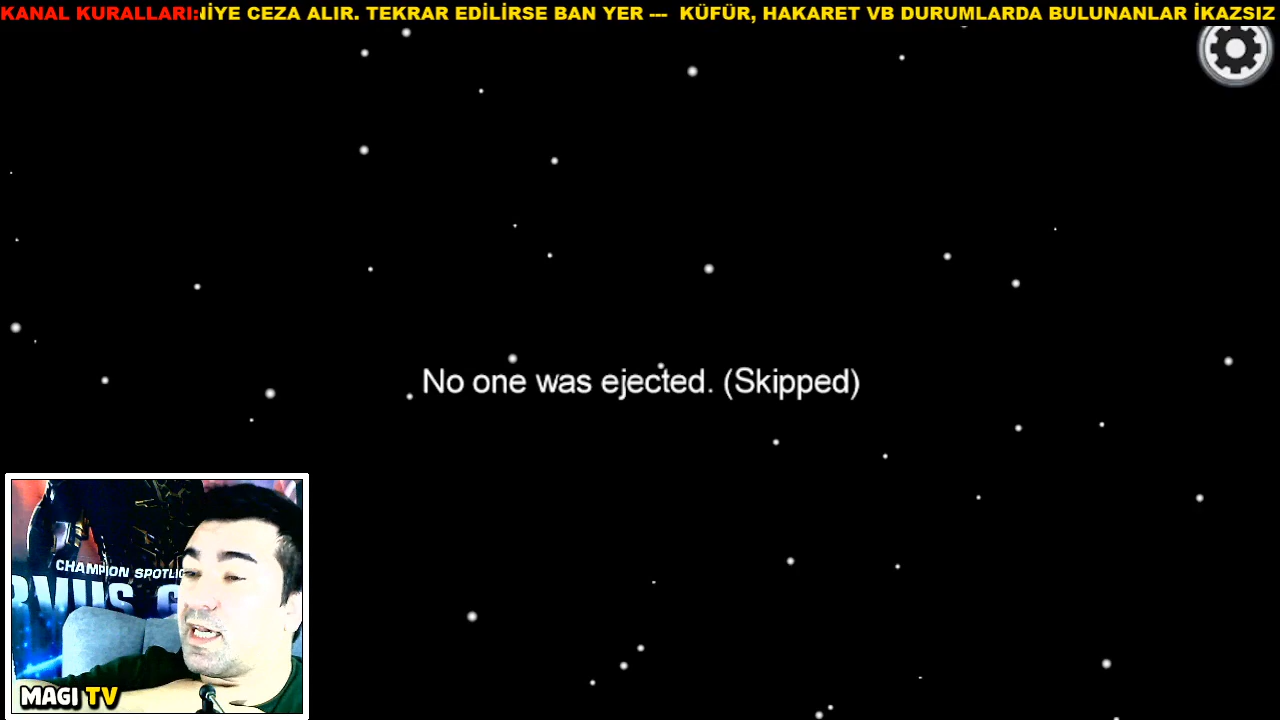 KANAL KURALLARI: NİYE CEZA ALIR. TEKRAR EDİLİRSE BAN YER --- KÜFÜR, HAKARET VB DURUMLARDA BULUNANLAR İKAZSIZ
No one was ejected. (Skipped)
CHAMPION
MAGI TV